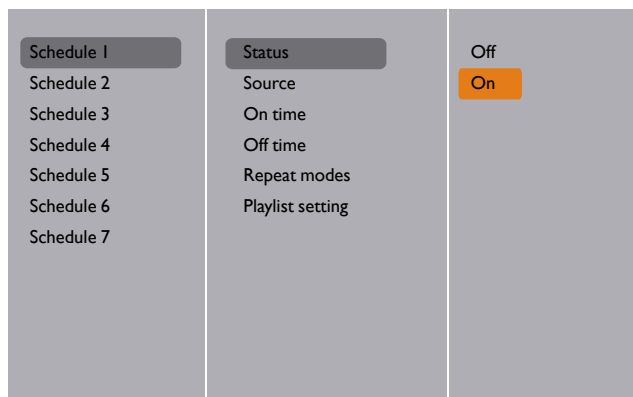 Schedule 1
Schedule 2
Schedule 3
Schedule 4
Schedule 5
Schedule 6
Schedule 7
Status
Source
On time
Off time
Repeat modes
Playlist setting
Off
On